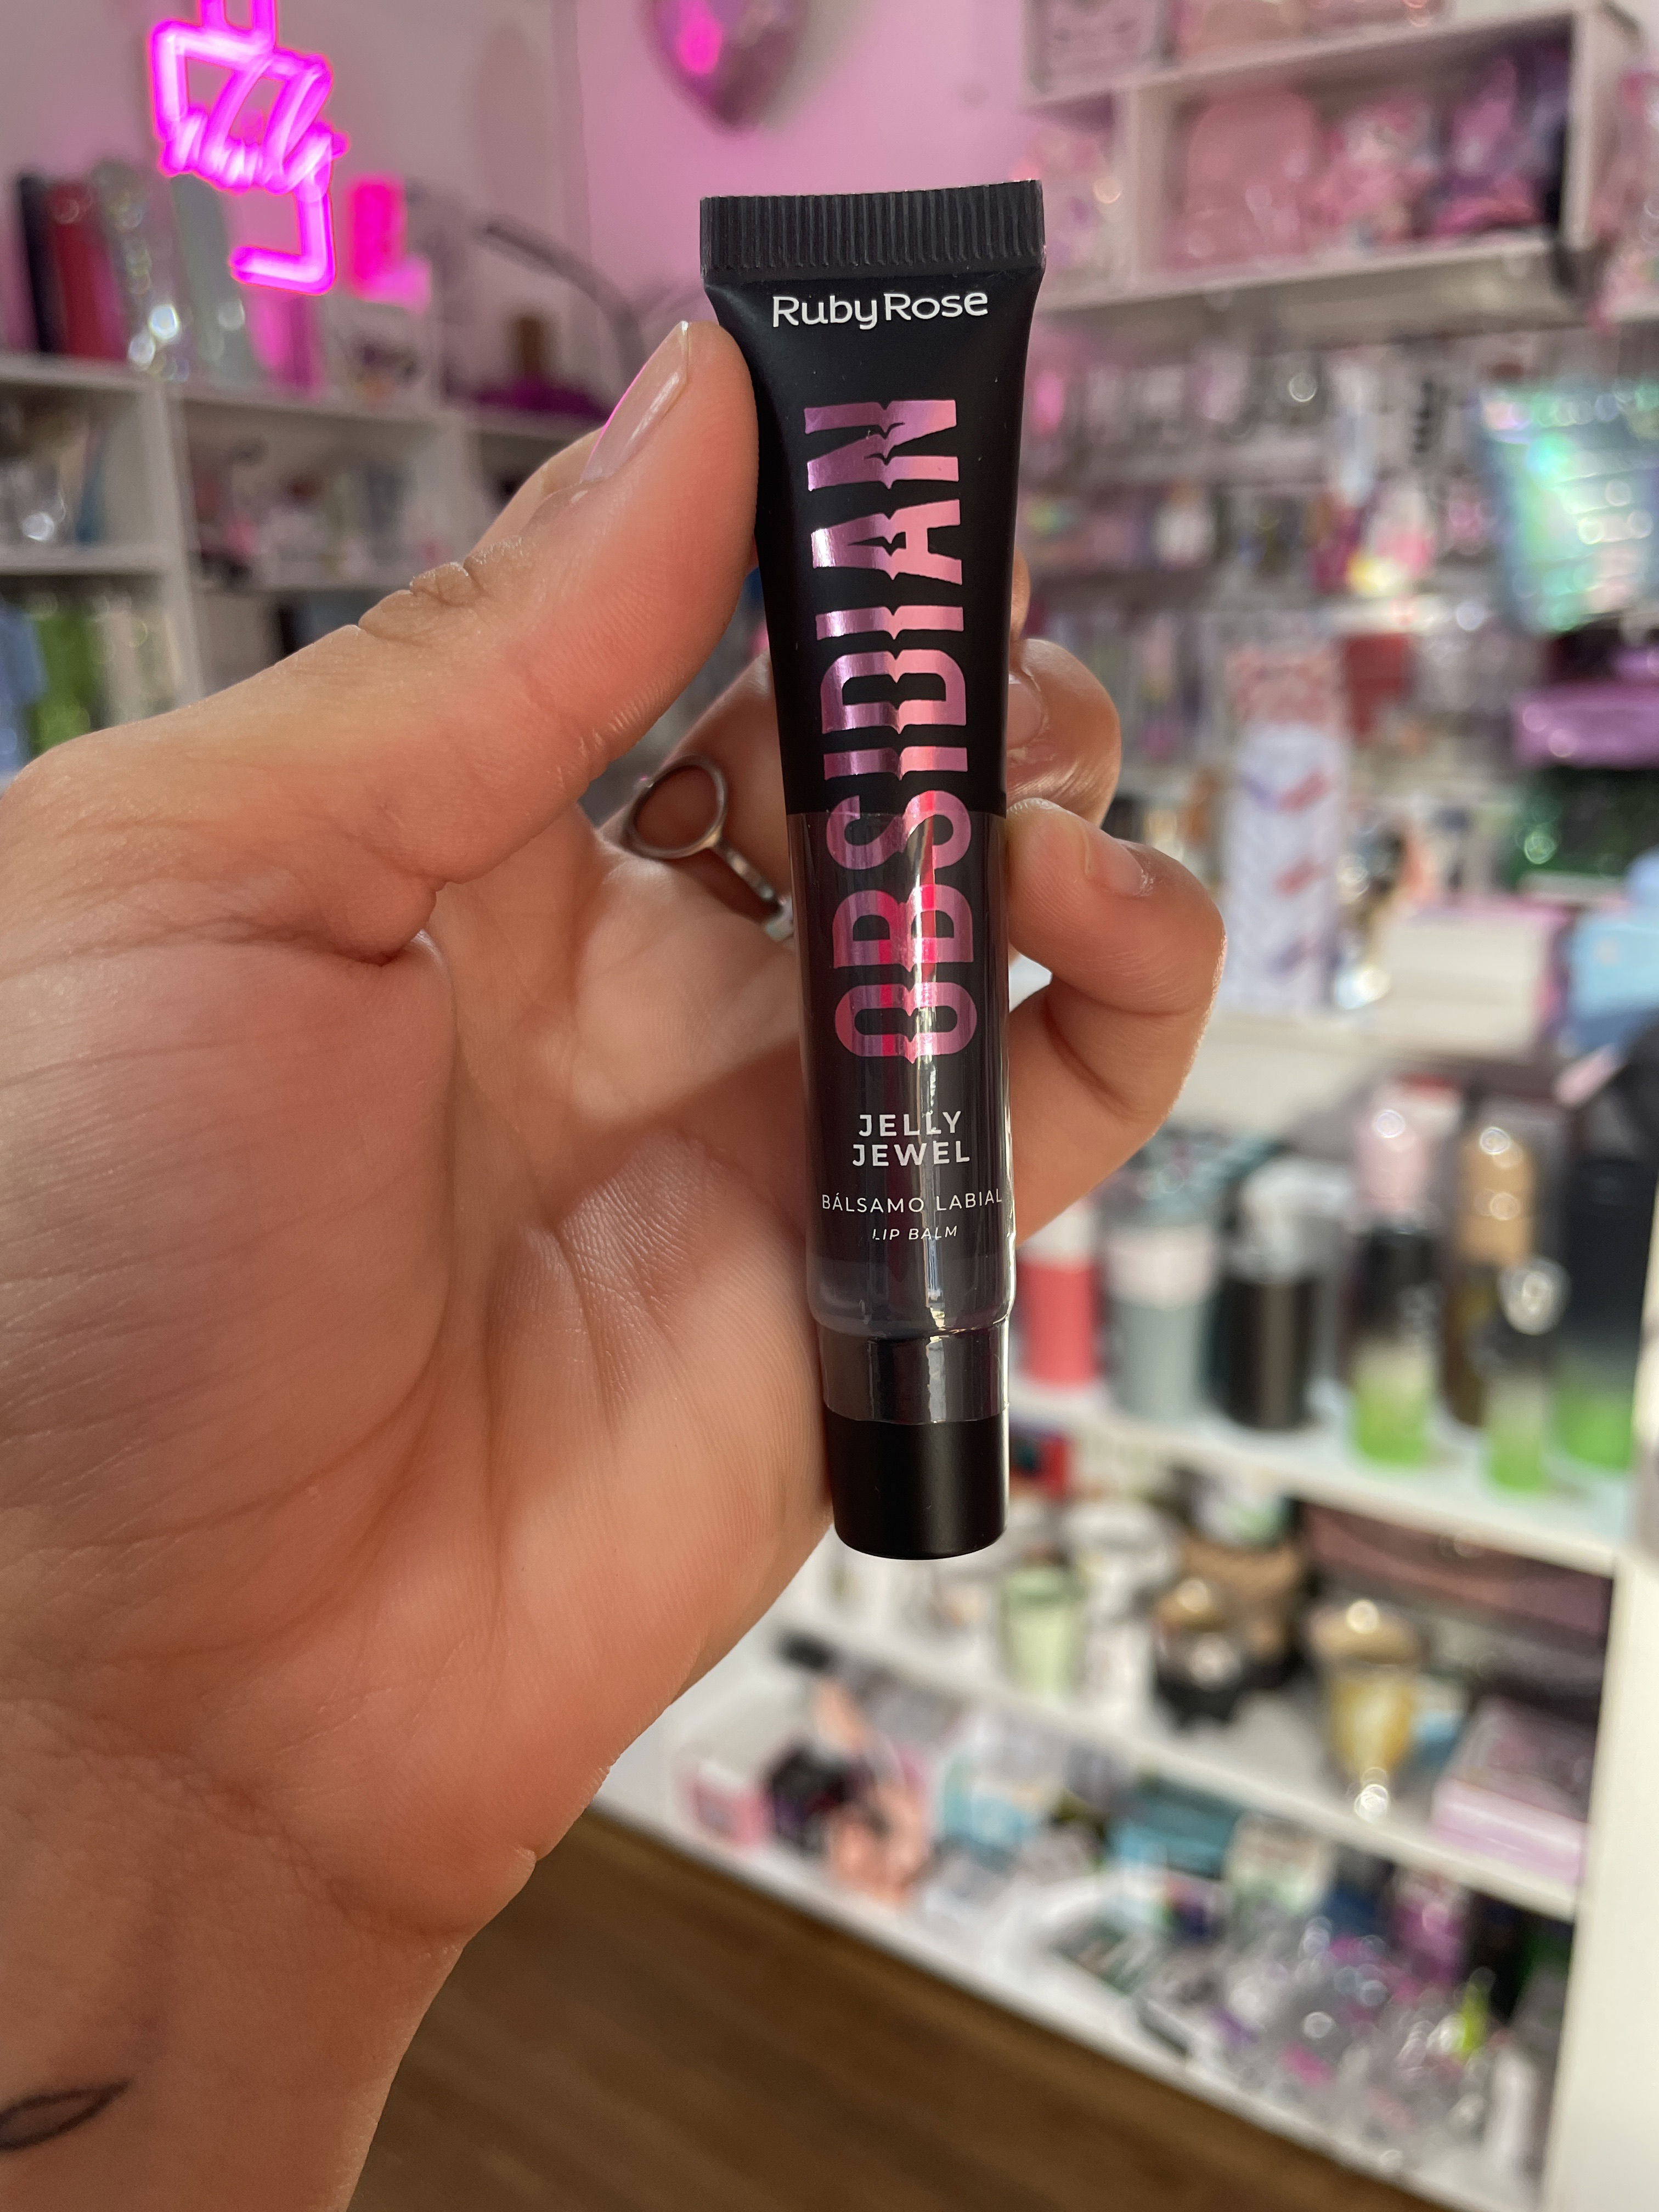 RubyRose
OBSIDIAN
JELLY
JEWEL
BÁLSAMO LABIAL
LIP BALM